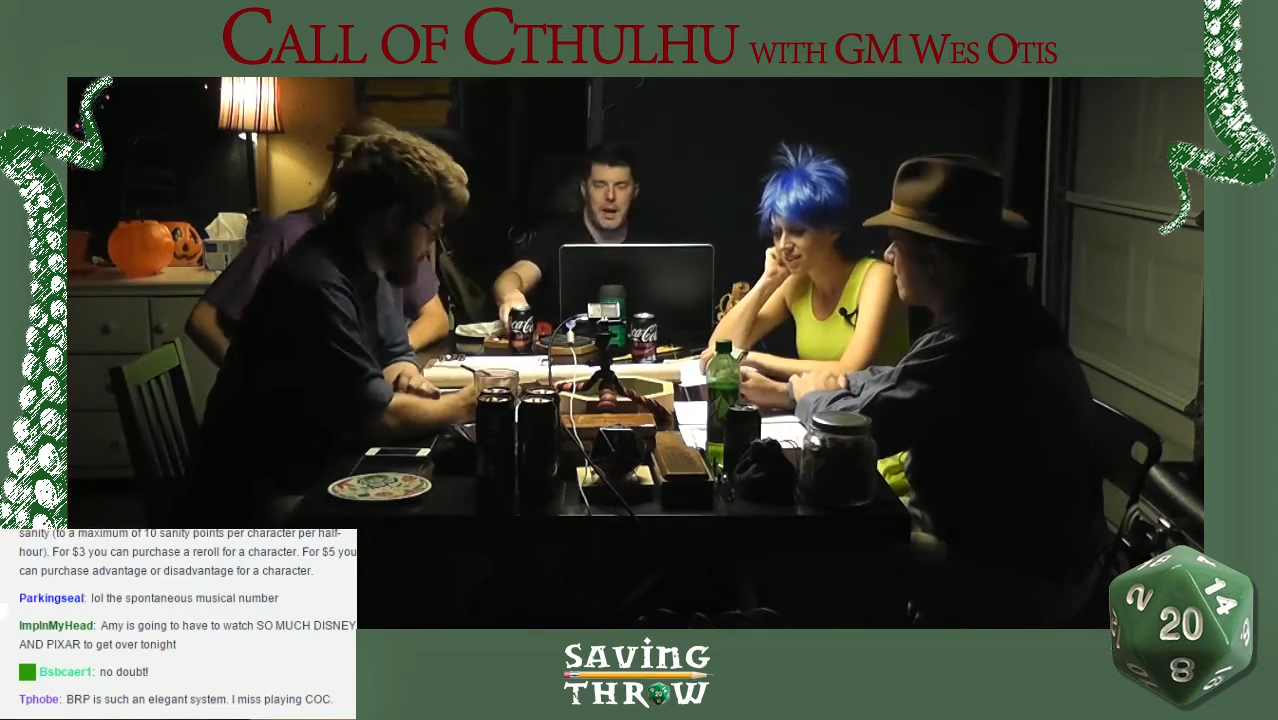 CALL OF CTHULHU WITH GM WES OTIS
Coca-Cola
sanity (to a maximum of 10 sanity points per character per half-
hour). For $3 you can purchase a reroll for a character. For $5 you
can purchase advantage or disadvantage for a character.
Parkingseal: lol the spontaneous musical number
ImpInMyHead: Amy is going to have to watch SO MUCH DISNEY
AND PIXAR to get over tonight
Bsbcaer1: no doubt!
Tphobe: BRP is such an elegant system. I miss playing COC.
SAVING
THROW
20
2
14
8